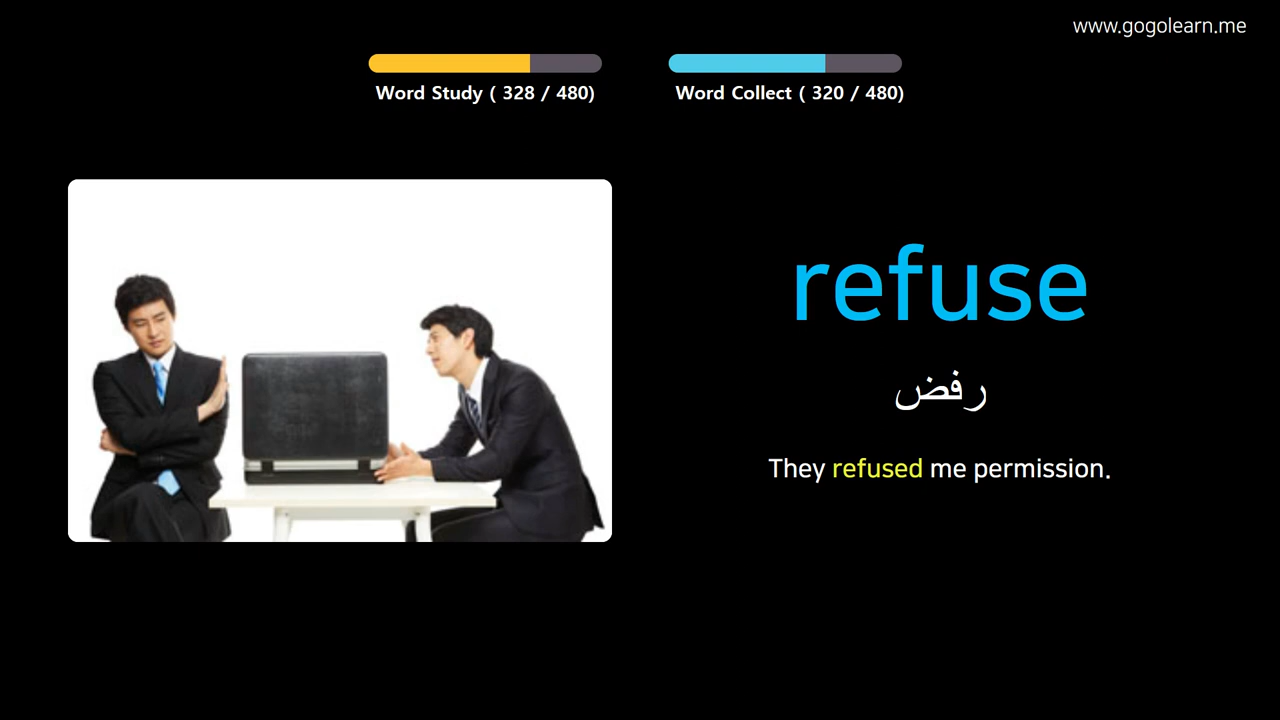 www.gogolearn.me
Word Study ( 328 / 480)
Word Collect ( 320 / 480)
refuse
رفض
They refused me permission.